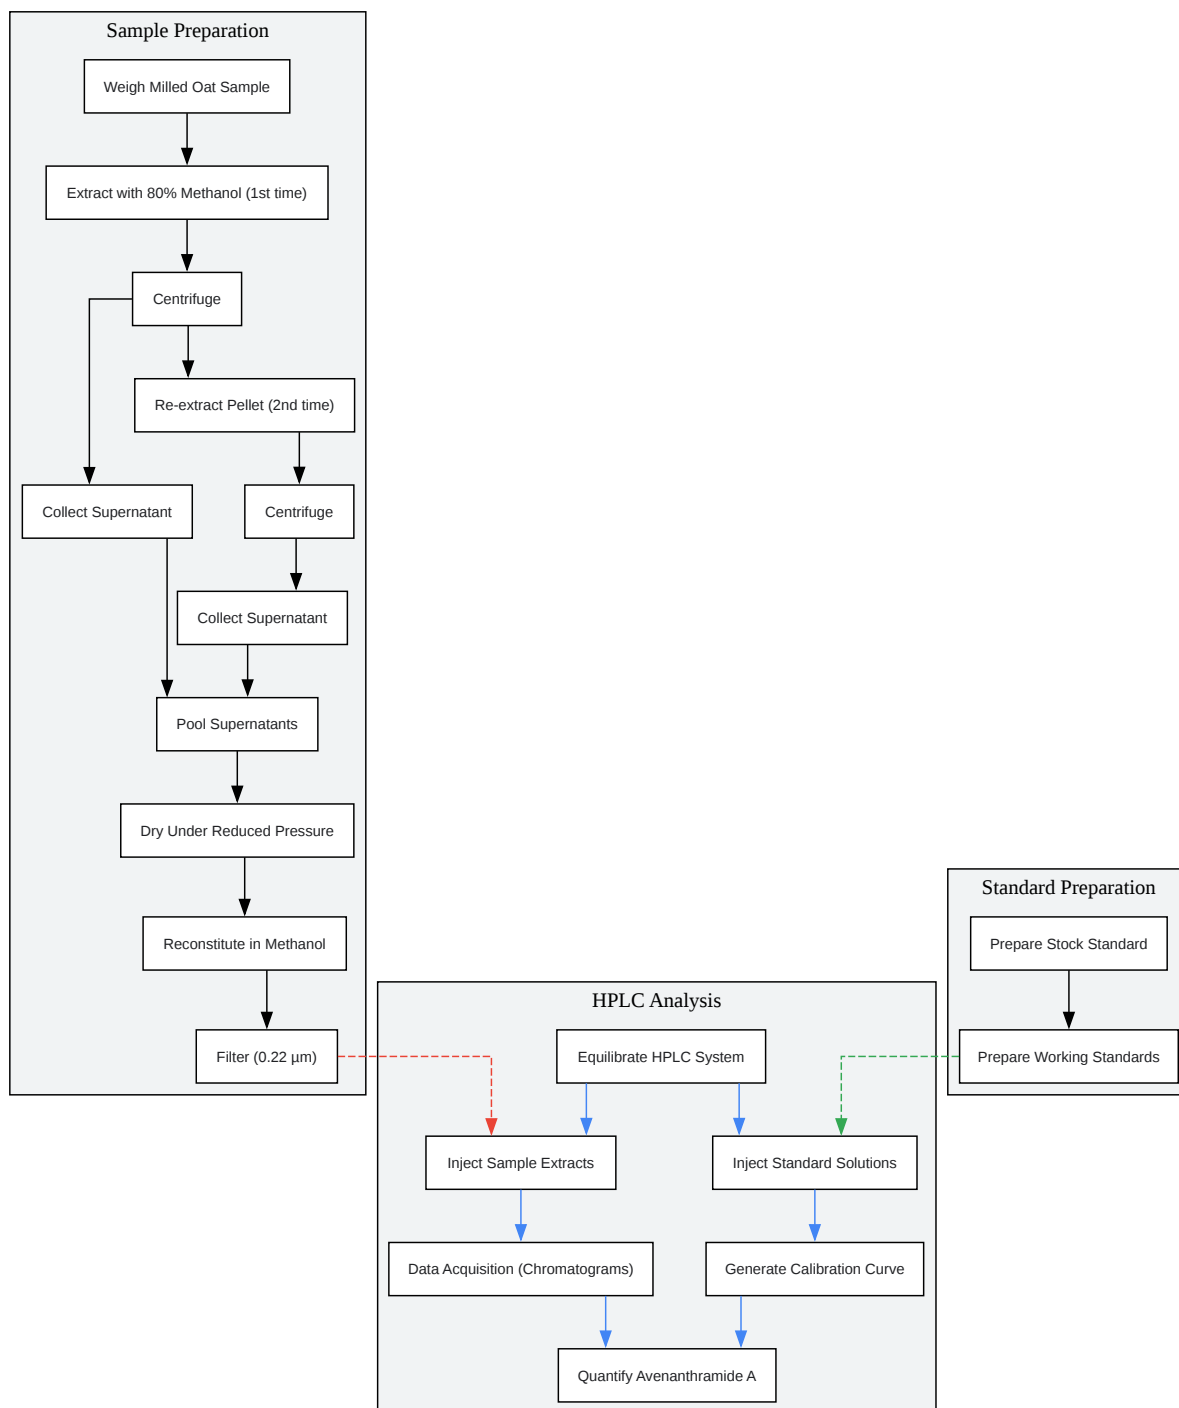 Sample Preparation
Weigh Milled Oat Sample
Extract with 80% Methanol (1st time)
Centrifuge
Re-extract Pellet (2nd time)
Collect Supernatant
Centrifuge
Collect Supernatant
Pool Supernatants
Dry Under Reduced Pressure
Reconstitute in Methanol
Filter (0.22 µm)
HPLC Analysis
Equilibrate HPLC System
Inject Sample Extracts
Inject Standard Solutions
Data Acquisition (Chromatograms)
Generate Calibration Curve
Quantify Avenanthramide A
Standard Preparation
Prepare Stock Standard
Prepare Working Standards